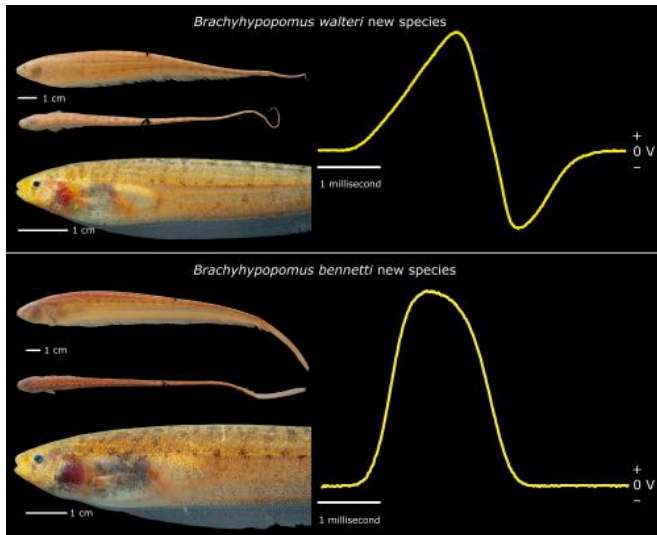 Brachyhypopomus walteri new species
1 cm
1 cm
+
0 V
–
1 millisecond
Brachyhypopomus bennetti new species
1 cm
1 cm
+
0 V
–
1 millisecond